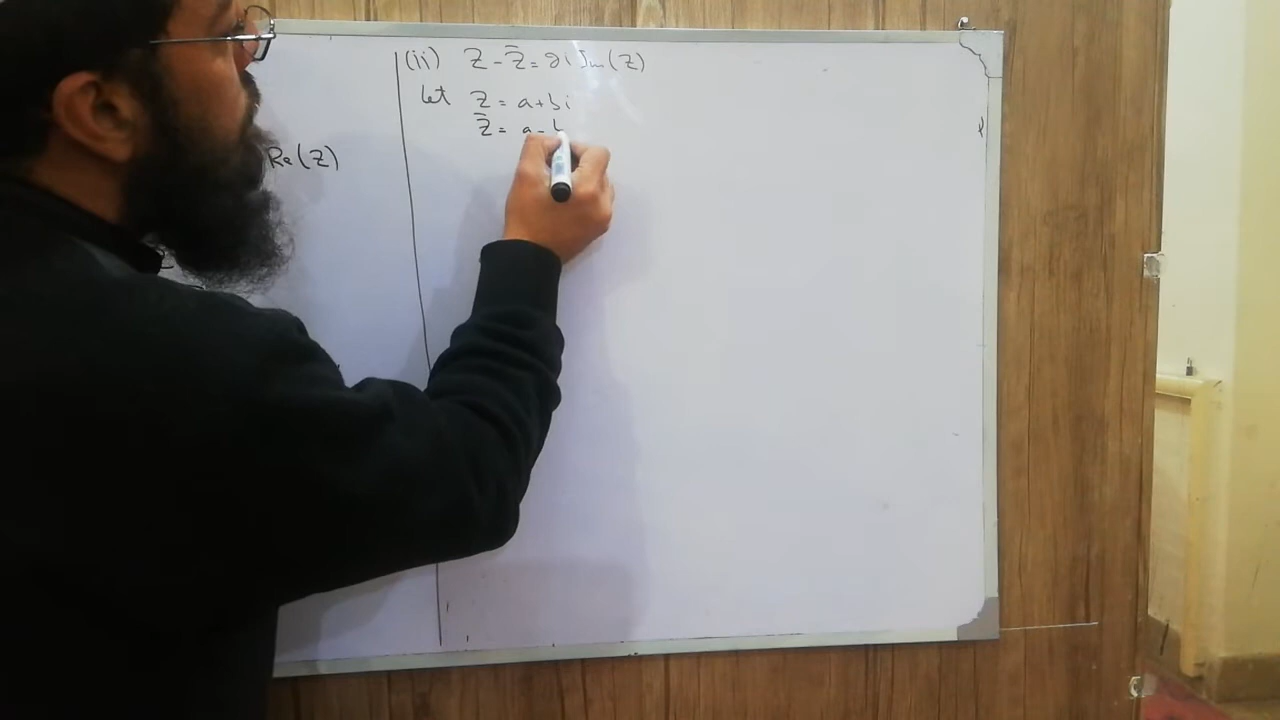 (ii) Z - Z̄ = 2i Im(Z)
let Z = a+bi
Z̄ = a - b
Re(Z)